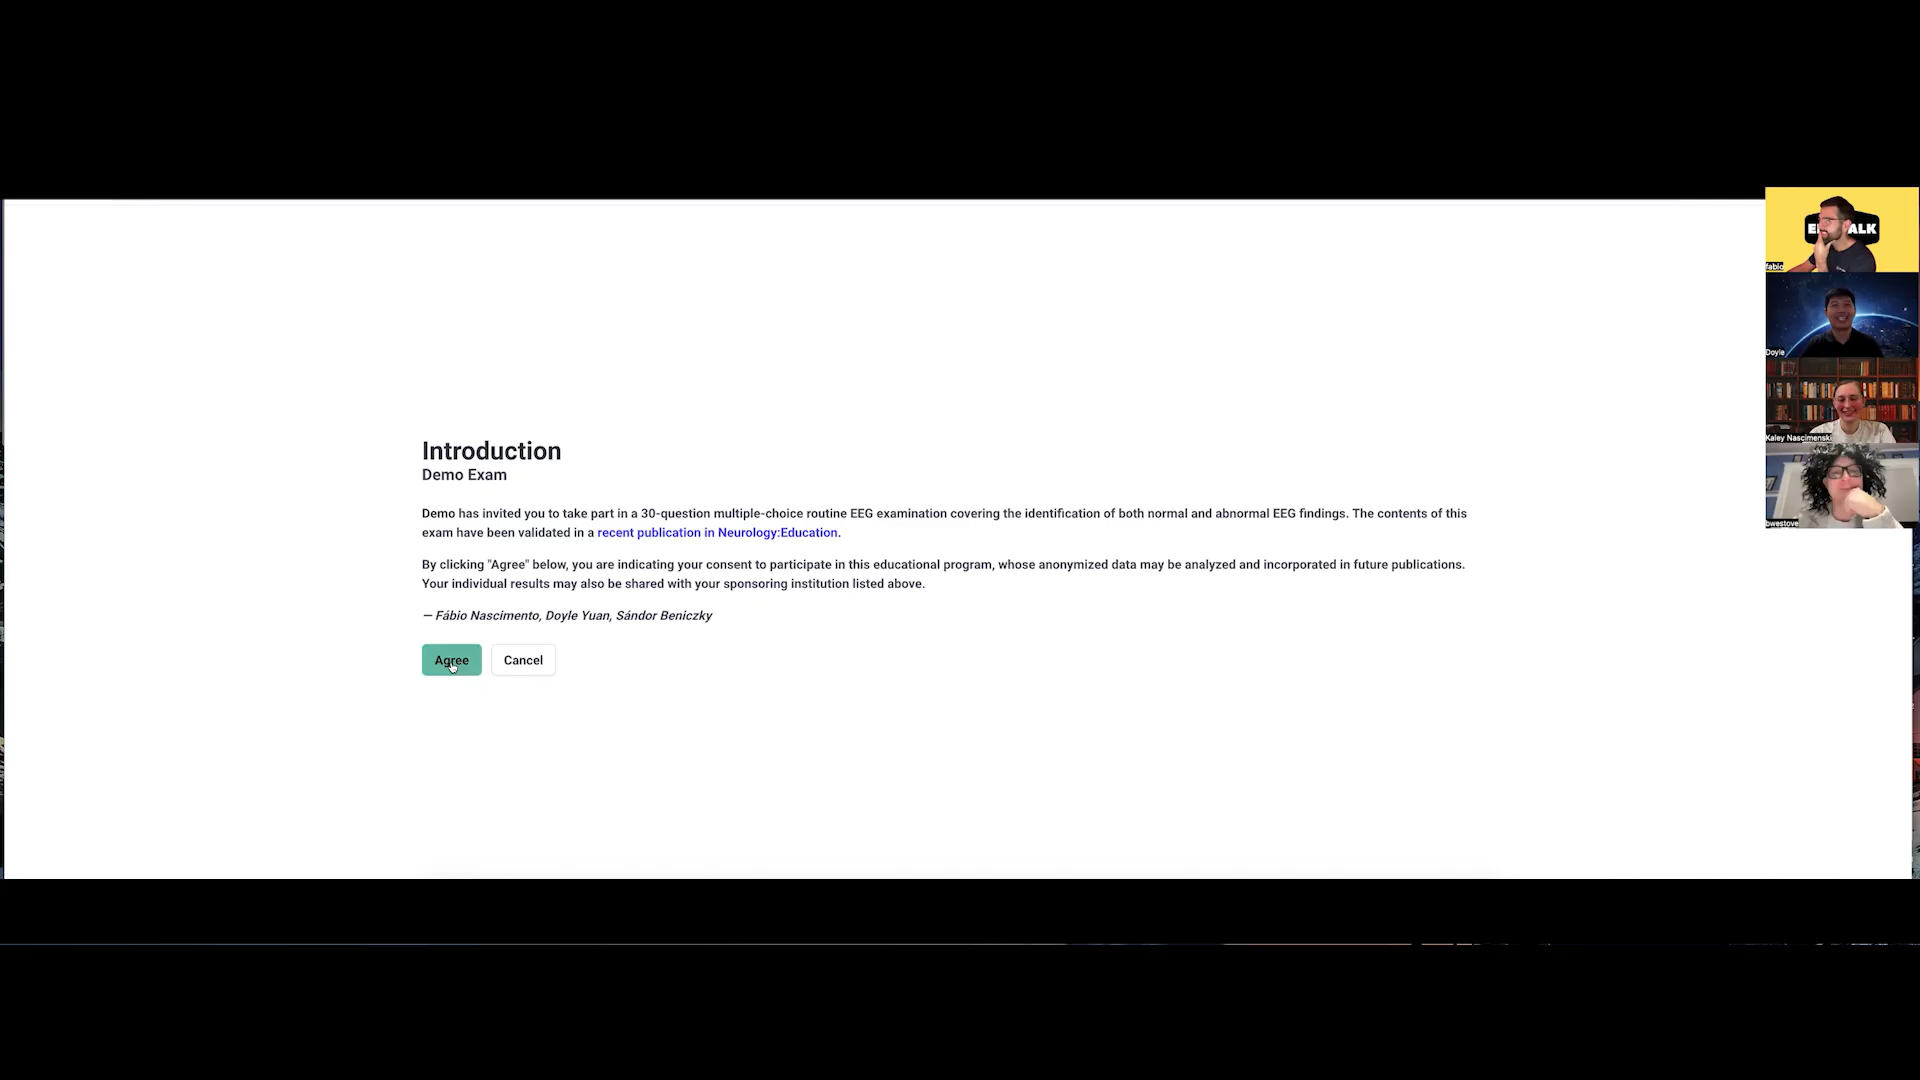 Introduction
Demo Exam
Demo has invited you to take part in a 30-question multiple-choice routine EEG examination covering the identification of both normal and abnormal EEG findings. The contents of this
exam have been validated in a recent publication in Neurology:Education.
By clicking "Agree" below, you are indicating your consent to participate in this educational program, whose anonymized data may be analyzed and incorporated in future publications.
Your individual results may also be shared with your sponsoring institution listed above.
— Fábio Nascimento, Doyle Yuan, Sándor Beniczky
Agree
Cancel
ALK
fabio
Doyle
Kaley Nascimenski
bwestove